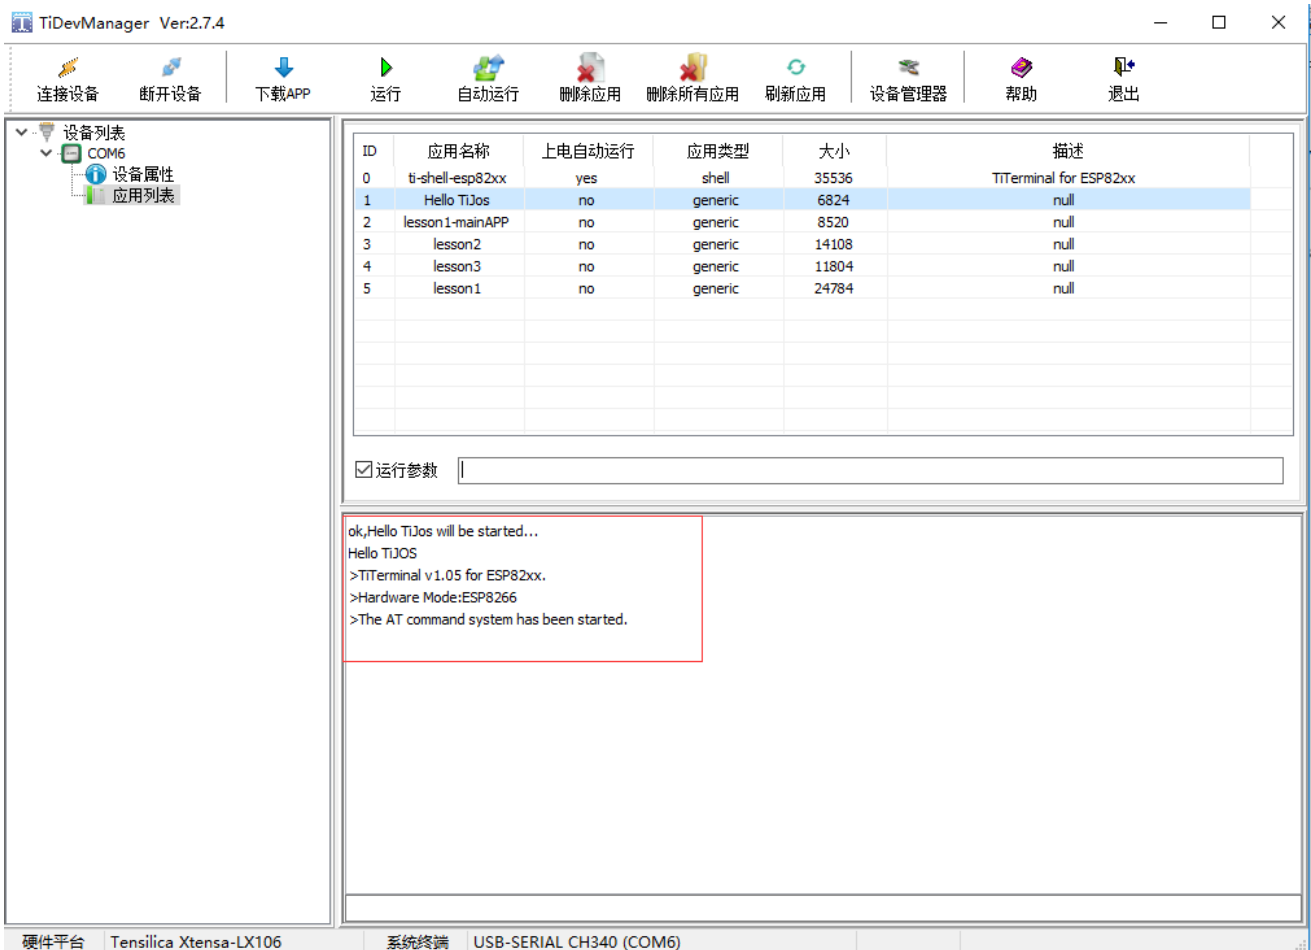 TiDevManager Ver:2.7.4
连接设备 断开设备 下载APP 运行 自动运行 删除应用 删除所有应用 刷新应用 设备管理器 帮助 退出
设备列表
COM6
设备属性
应用列表
ID 应用名称 上电自动运行 应用类型 大小 描述
0 ti-shell-esp82xx yes shell 35536 TiTerminal for ESP82xx
1 Hello TiJos no generic 6824 null
2 lesson1-mainAPP no generic 8520 null
3 lesson2 no generic 14108 null
4 lesson3 no generic 11804 null
5 lesson1 no generic 24784 null
运行参数
ok,Hello TiJos will be started...
Hello TiJOS
>TiTerminal v1.05 for ESP82xx.
>Hardware Mode:ESP8266
>The AT command system has been started.
硬件平台 Tensilica Xtensa-LX106 系统终端 USB-SERIAL CH340 (COM6)